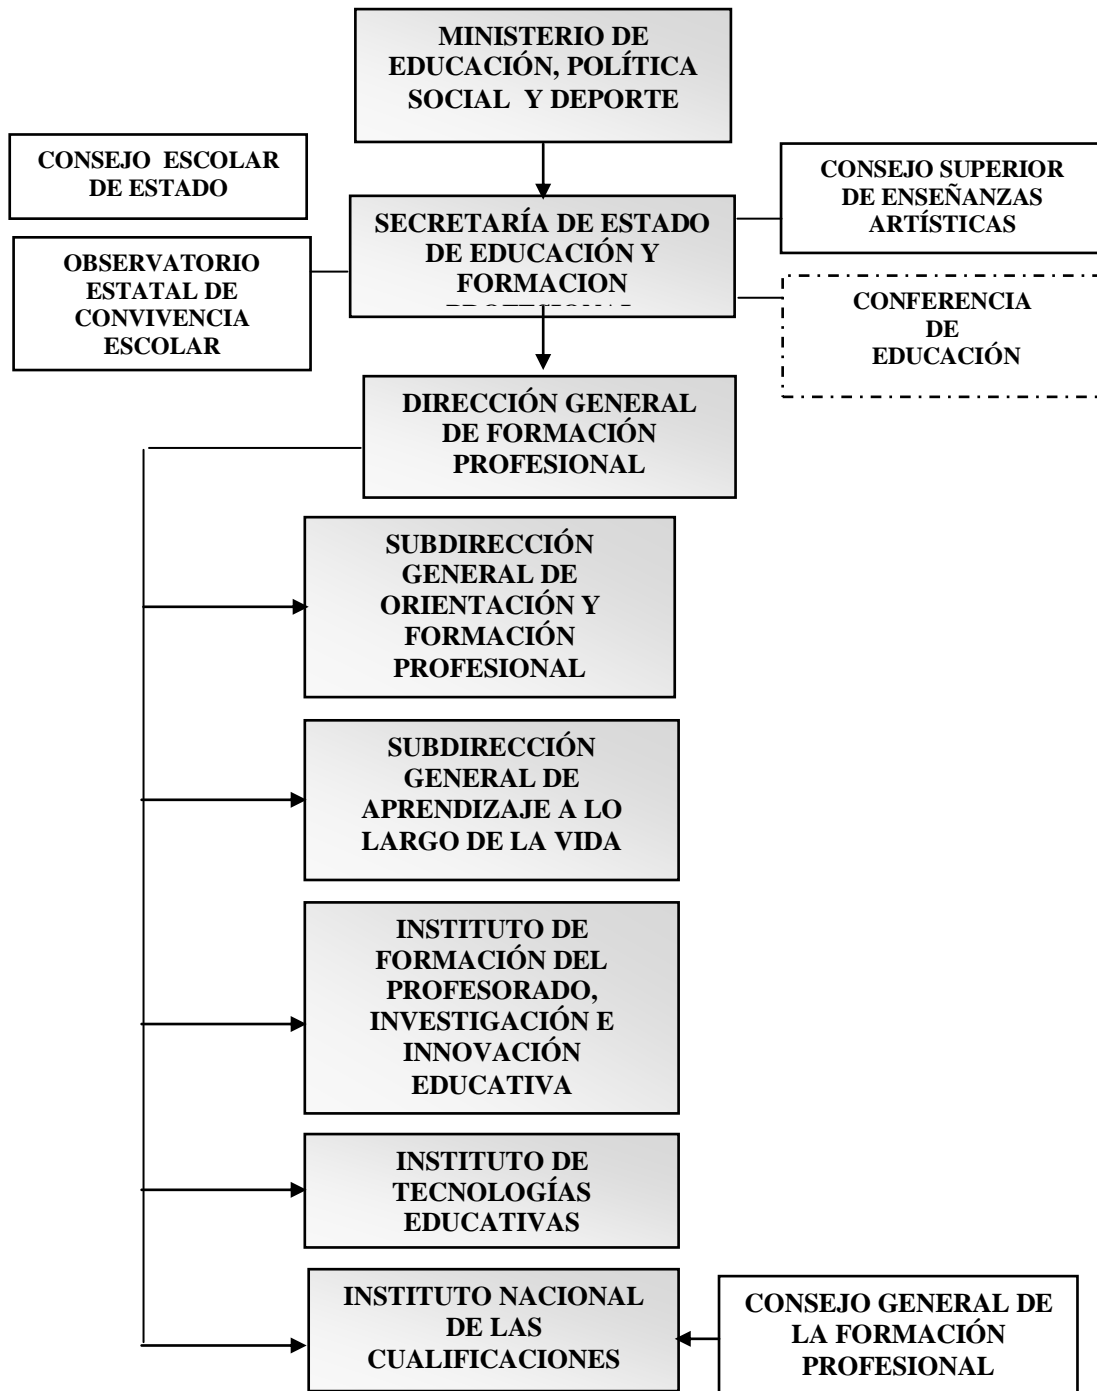 MINISTERIO DE
EDUCACIÓN, POLÍTICA
SOCIAL Y DEPORTE
CONSEJO ESCOLAR
DE ESTADO
CONSEJO SUPERIOR
DE ENSEÑANZAS
ARTÍSTICAS
SECRETARÍA DE ESTADO
DE EDUCACIÓN Y
FORMACION
OBSERVATORIO
ESTATAL DE
CONVIVENCIA
ESCOLAR
CONFERENCIA
DE
EDUCACIÓN
DIRECCIÓN GENERAL
DE FORMACIÓN
PROFESIONAL
SUBDIRECCIÓN
GENERAL DE
ORIENTACIÓN Y
FORMACIÓN
PROFESIONAL
SUBDIRECCIÓN
GENERAL DE
APRENDIZAJE A LO
LARGO DE LA VIDA
INSTITUTO DE
FORMACIÓN DEL
PROFESORADO,
INVESTIGACIÓN E
INNOVACIÓN
EDUCATIVA
INSTITUTO DE
TECNOLOGÍAS
EDUCATIVAS
INSTITUTO NACIONAL
DE LAS
CUALIFICACIONES
CONSEJO GENERAL DE
LA FORMACIÓN
PROFESIONAL